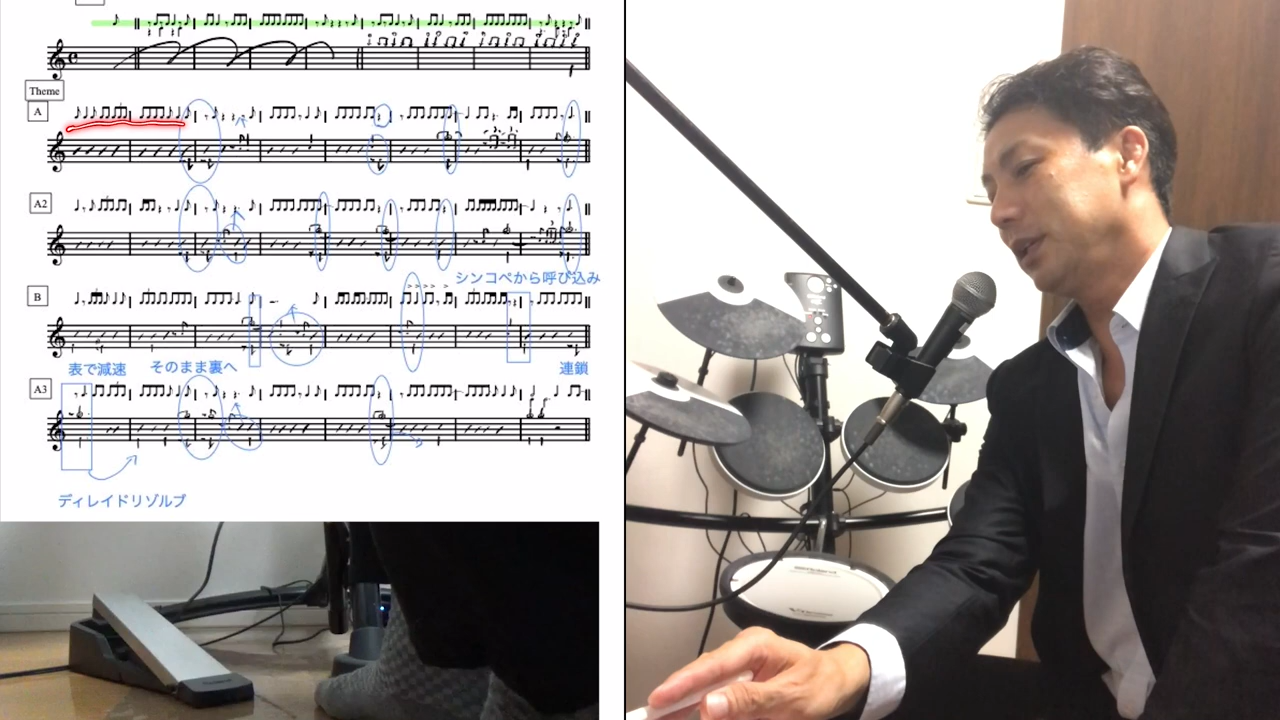 Theme
A
A2
シンコペから呼び込み
B
表で減速 そのまま裏へ 連鎖
A3
ディレイドリゾルブ